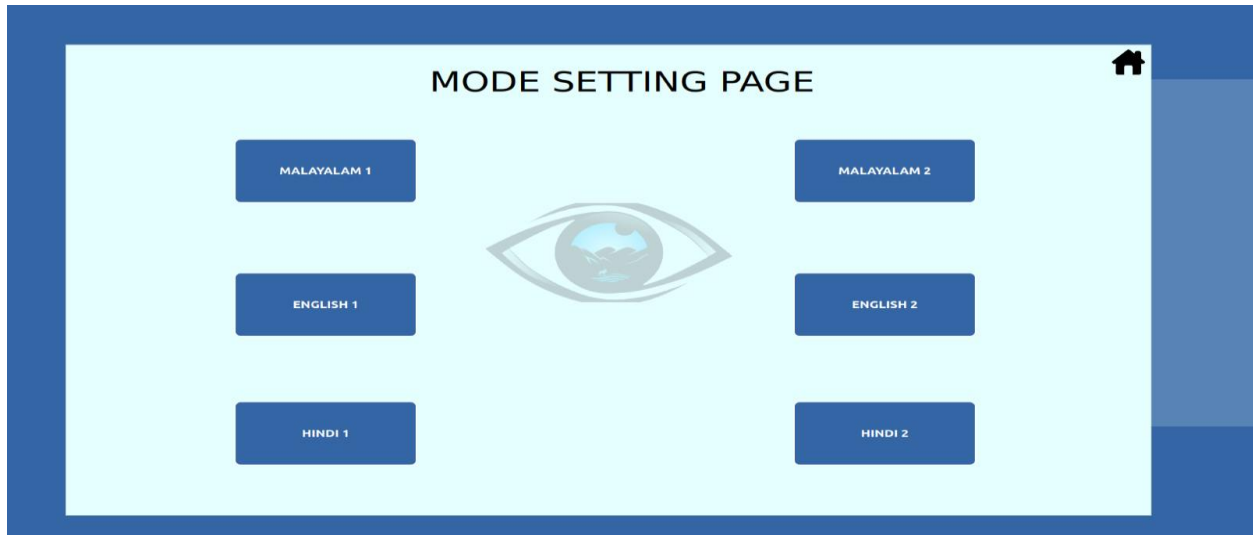 MODE SETTING PAGE
MALAYALAM 1
MALAYALAM 2
ENGLISH 1
ENGLISH 2
HINDI 1
HINDI 2